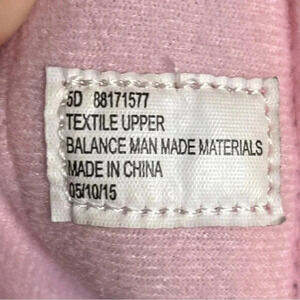 5D 88171577
TEXTILE UPPER
BALANCE MAN MADE MATERIALS
MADE IN CHINA
05/10/15